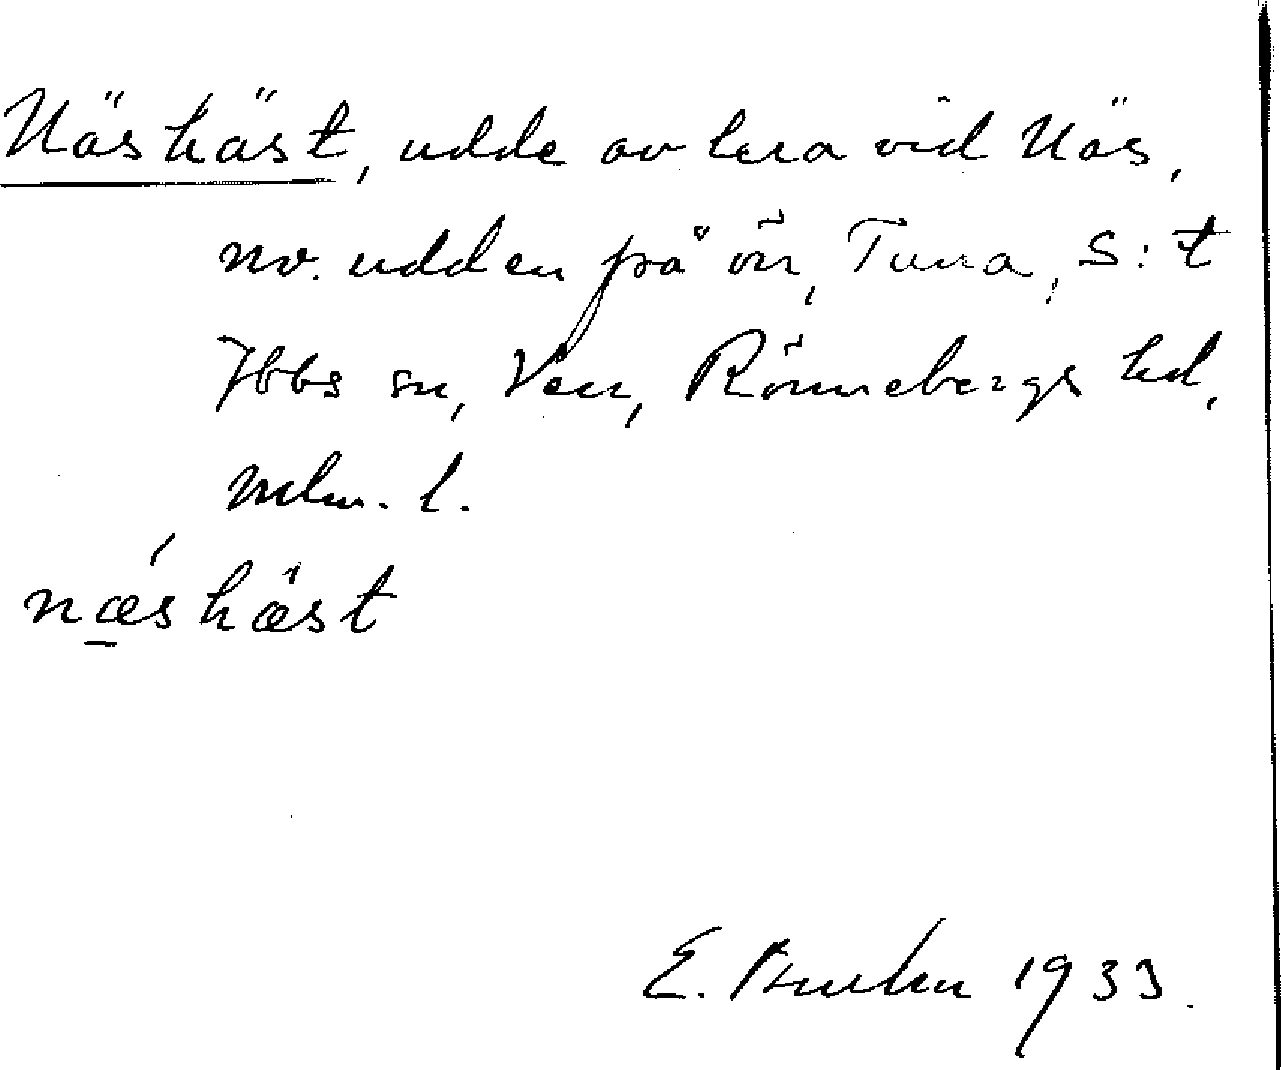 Näshäst, udde av lera vid Näs,
nv. udden på ön, Tuna, S:t
Ibbs sn, Ven, Rönnebergs hd,
mlm. l.
næshæst
E. 1933.